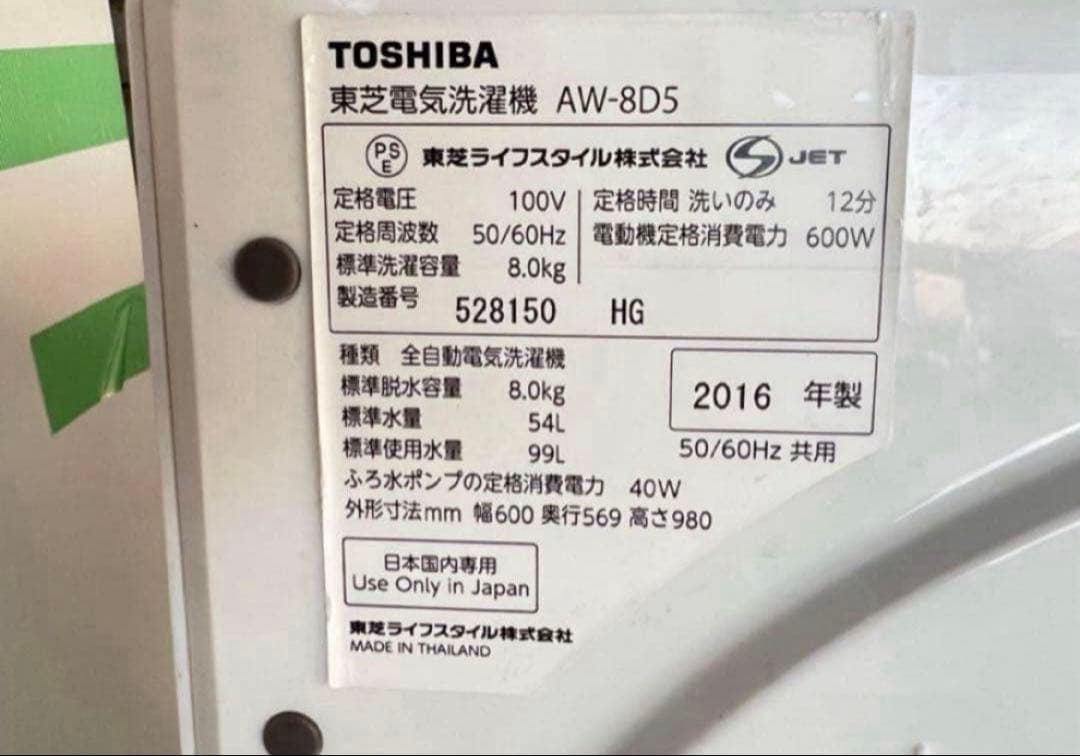 TOSHIBA
東芝電気洗濯機 AW-8D5
PSE 東芝ライフスタイル株式会社 JET
定格電圧 100V 定格時間 洗いのみ 12分
定格周波数 50/60Hz 電動機定格消費電力 600W
標準洗濯容量 8.0kg
製造番号 528150 HG
種類 全自動電気洗濯機
標準脱水容量 8.0kg
2016 年製
標準水量 54L
標準使用水量 99L 50/60Hz 共用
ふろ水ポンプの定格消費電力 40W
外形寸法mm 幅600 奥行569 高さ980
日本国内専用
Use Only in Japan
東芝ライフスタイル株式会社
MADE IN THAILAND